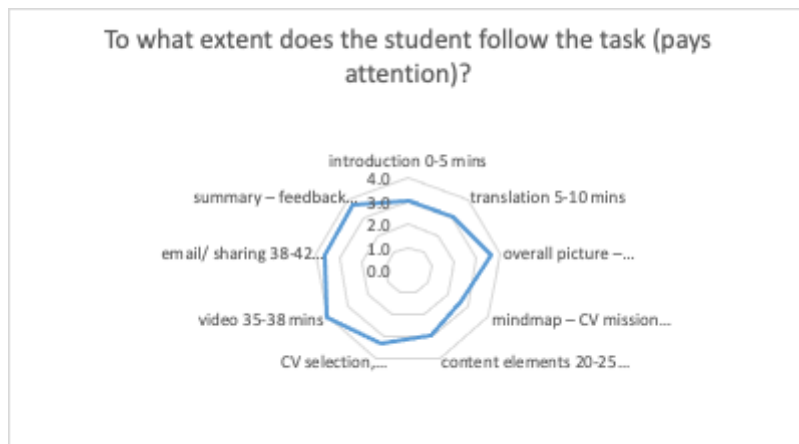 To what extent does the student follow the task (pays
attention)?
introduction 0-5 mins
4.0
3.0
2.0
1.0
0.0
translation 5-10 mins
overall picture –...
mindmap – CV mission...
content elements 20-25...
CV selection,...
video 35-38 mins
email/ sharing 38-42...
summary – feedback...